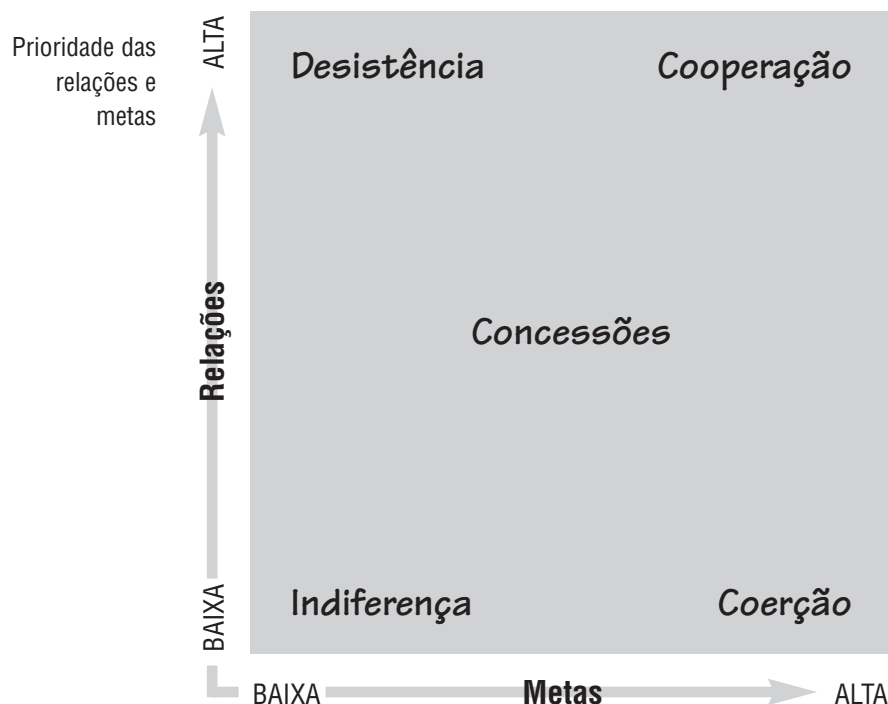 Prioridade das
relações e
metas
ALTA
Desistência
Cooperação
Relações
Concessões
BAIXA
Indiferença
Coerção
BAIXA
Metas
ALTA